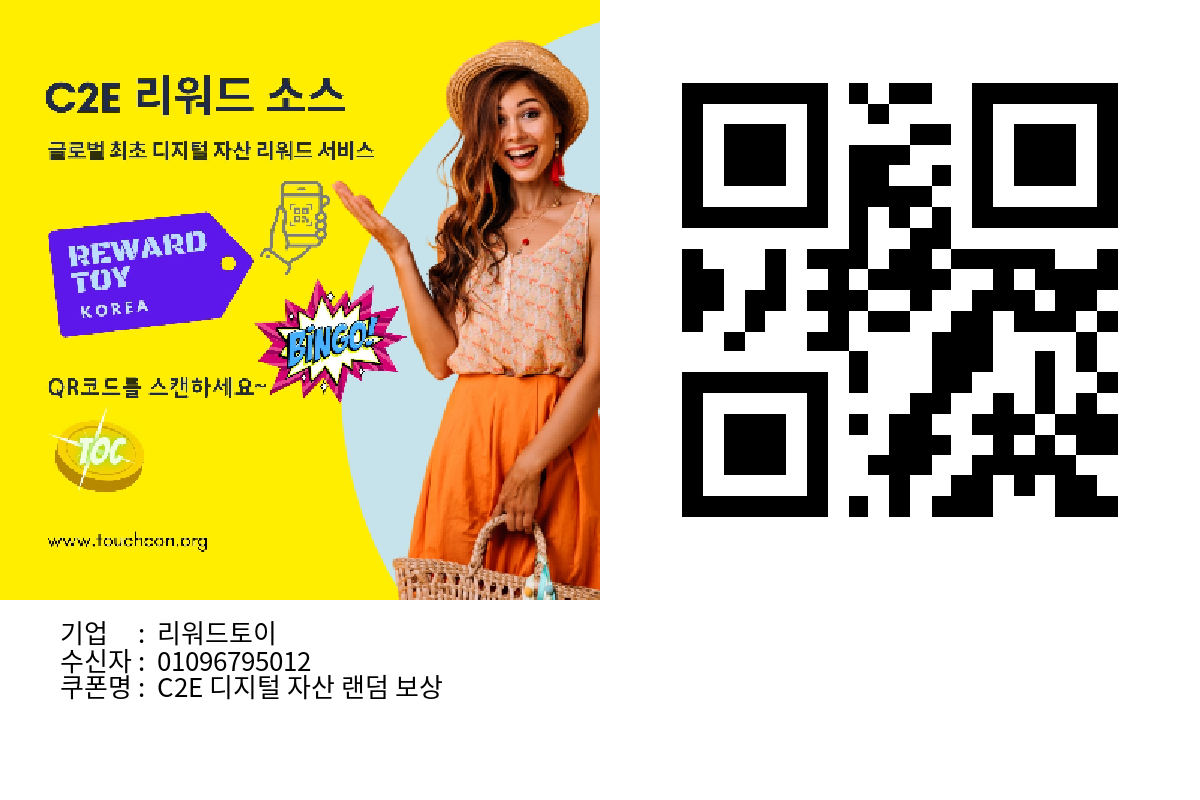 C2E 리워드 소스
글로벌 최초 디지털 자산 리워드 서비스
REWARD
TOY
KOREA
BINGO!
QR코드를 스캔하세요~
TOC
www.touchcon.org
기업 : 리워드토이
수신자 : 01096795012
쿠폰명 : C2E 디지털 자산 랜덤 보상